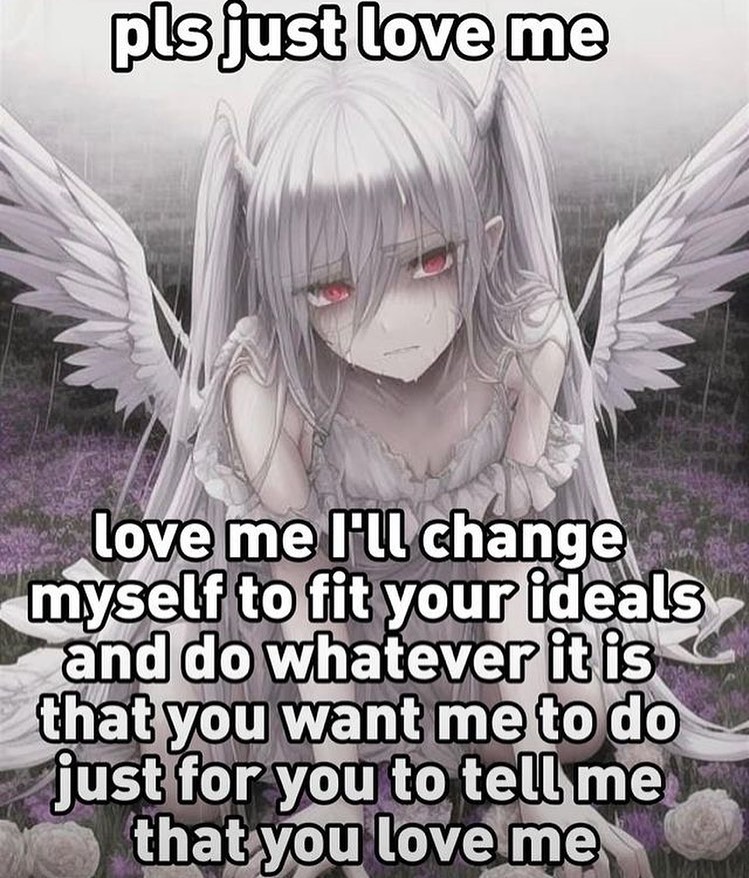 pls just love me
love me I'll change
myself to fit your ideals
and do whatever it is
that you want me to do
just for you to tell me
that you love me